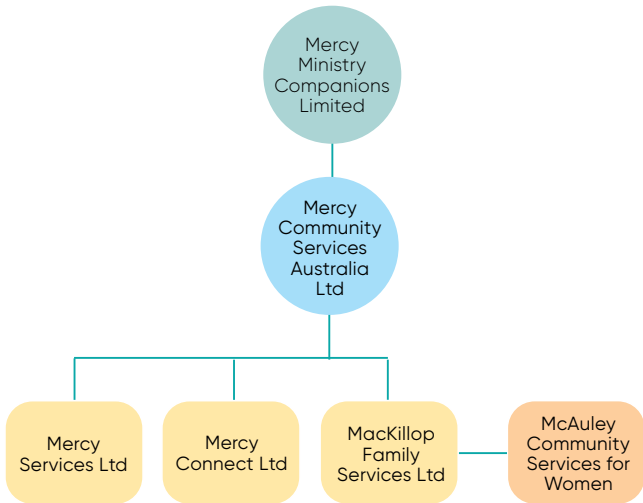 Mercy
Ministry
Companions
Limited
Mercy
Community
Services
Australia
Ltd
Mercy
Services Ltd
Mercy
Connect Ltd
MacKillop
Family
Services Ltd
McAuley
Community
Services for
Women